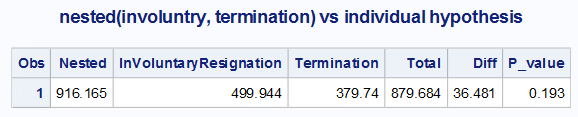 nested(involuntry, termination) vs individual hypothesis
Obs Nested InVoluntaryResignation Termination Total Diff P_value
1 916.165 499.944 379.74 879.684 36.481 0.193